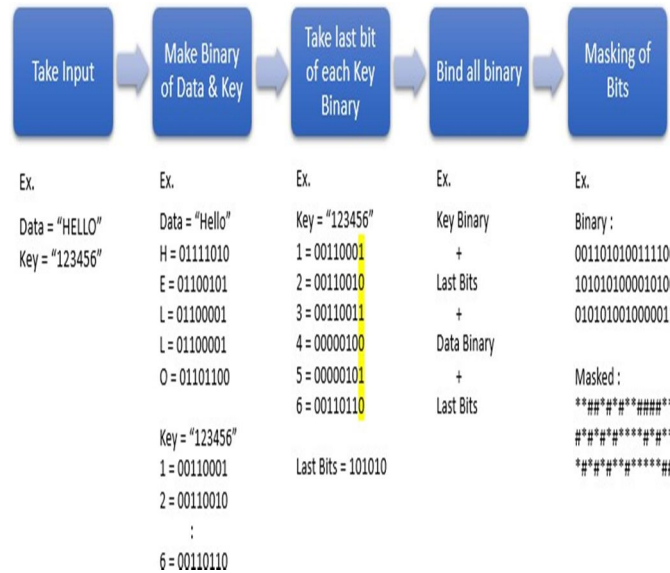 Take Input
Make Binary
of Data & Key
Take last bit
of each Key
Binary
Bind all binary
Masking of
Bits
Ex.
Data = "HELLO"
Key = "123456"
Ex.
Data = "Hello"
H = 01111010
E = 01100101
L = 01100001
L = 01100001
O = 01101100
Key = "123456"
1 = 00110001
2 = 00110010
:
6 = 00110110
Ex.
Key = "123456"
1 = 00110001
2 = 00110010
3 = 00110011
4 = 00000100
5 = 00000101
6 = 00110110
Last Bits = 101010
Ex.
Key Binary
+
Last Bits
+
Data Binary
+
Last Bits
Ex.
Binary :
001101010011110
101010100001010
010101001000001
Masked :
**##*#*#**####**
#*#*#*#****#*#**
*#*#*#**#*****##